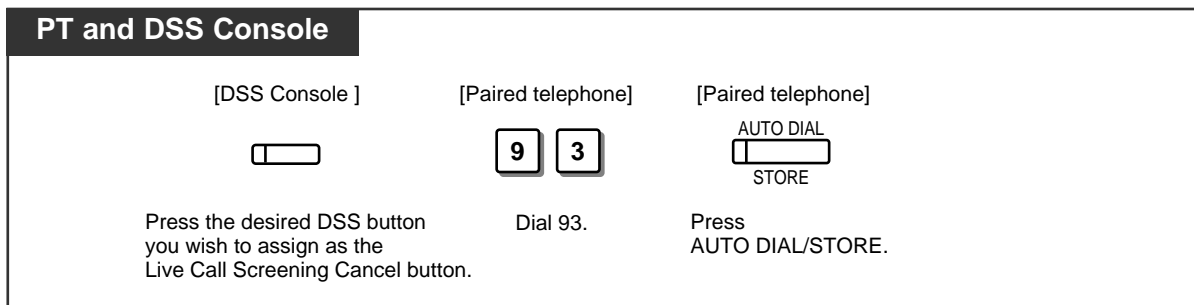 PT and DSS Console
[DSS Console ]
[Paired telephone]
[Paired telephone]
9 3
AUTO DIAL
STORE
Press the desired DSS button
you wish to assign as the
Live Call Screening Cancel button.
Dial 93.
Press
AUTO DIAL/STORE.